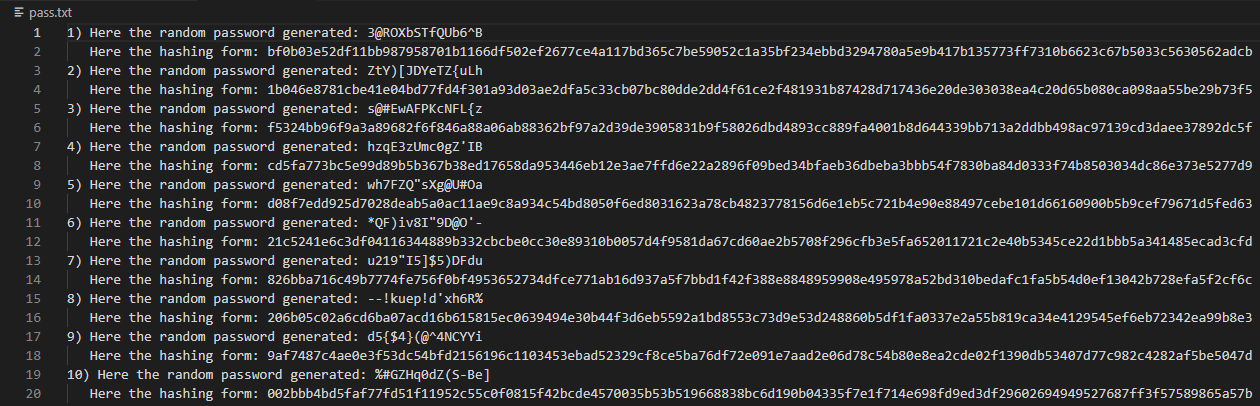 pass.txt
1 1) Here the random password generated: 3@ROXbSTfQUb6^B
2 Here the hashing form: bf0b03e52df11bb987958701b1166df502ef2677ce4a117bd365c7be59052c1a35bf234ebbd3294780a5e9b417b135773ff7310b6623c67b5033c5630562adcb
3 2) Here the random password generated: ZtY)[JDYeTZ{uLh
4 Here the hashing form: 1b046e8781cbe41e04bd77fd4f301a93d03ae2dfa5c33cb07bc80dde2dd4f61ce2f481931b87428d717436e20de303038ea4c20d65b080ca098aa55be29b73f5
5 3) Here the random password generated: s@#EwAFPKcNFL{z
6 Here the hashing form: f5324bb96f9a3a89682f6f846a88a06ab88362bf97a2d39de3905831b9f58026dbd4893cc889fa4001b8d644339bb713a2ddbb498ac97139cd3daee37892dc5f
7 4) Here the random password generated: hzqE3zUmc0gZ'IB
8 Here the hashing form: cd5fa773bc5e99d89b5b367b38ed17658da953446eb12e3ae7ffd6e22a2896f09bed34bfaeb36dbeba3bbb54f7830ba84d0333f74b8503034dc86e373e5277d9
9 5) Here the random password generated: wh7FZQ"sXg@U#Oa
10 Here the hashing form: d08f7edd925d7028deab5a0ac11ae9c8a934c54bd8050f6ed8031623a78cb4823778156d6e1eb5c721b4e90e88497cebe101d66160900b5b9cef79671d5fed63
11 6) Here the random password generated: *QF)iv8I"9D@O'-
12 Here the hashing form: 21c5241e6c3df04116344889b332cbcbe0cc30e89310b0057d4f9581da67cd60ae2b5708f296cfb3e5fa652011721c2e40b5345ce22d1bbb5a341485ecad3cfd
13 7) Here the random password generated: u219"I5]$5)DFdu
14 Here the hashing form: 826bba716c49b7774fe756f0bf4953652734dfce771ab16d937a5f7bbd1f42f388e8848959908e495978a52bd310bedafc1fa5b54d0ef13042b728efa5f2cf6c
15 8) Here the random password generated: --!kuep!d'xh6R%
16 Here the hashing form: 206b05c02a6cd6ba07acd16b615815ec0639494e30b44f3d6eb5592a1bd8553c73d9e53d248860b5df1fa0337e2a55b819ca34e4129545ef6eb72342ea99b8e3
17 9) Here the random password generated: d5{$4}(@^4NCYYi
18 Here the hashing form: 9af7487c4ae0e3f53dc54bfd2156196c1103453ebad52329cf8ce5ba76df72e091e7aad2e06d78c54b80e8ea2cde02f1390db53407d77c982c4282af5be5047d
19 10) Here the random password generated: %#GZHq0dZ(S-Be]
20 Here the hashing form: 002bbb4bd5faf77fd51f11952c55c0f0815f42bcde4570035b53b519668838bc6d190b04335f7e1f714e698fd9ed3df29602694949527687ff3f57589865a57b